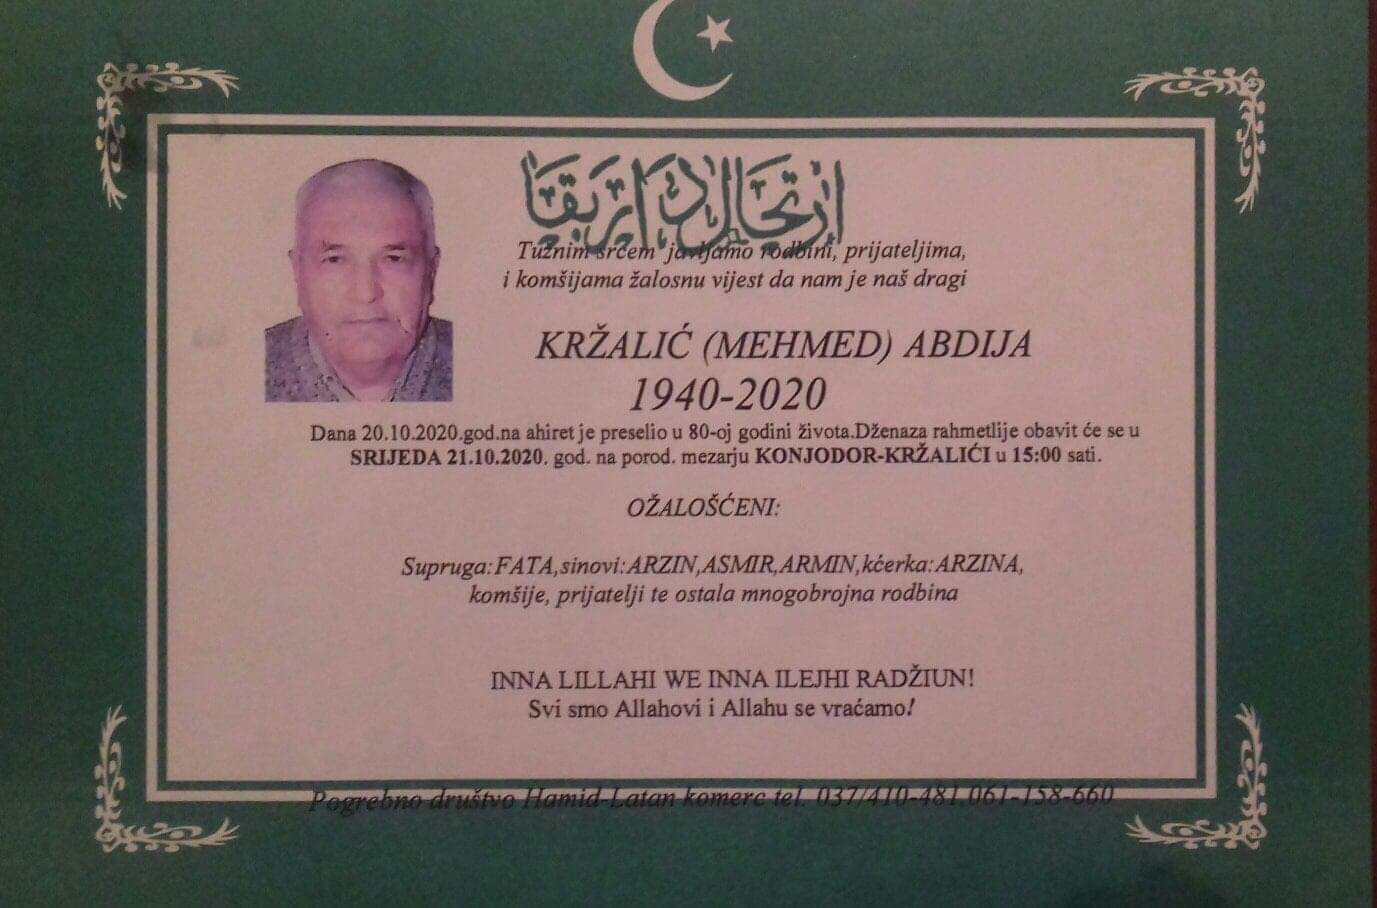 ارتحال دار بقا
Tužnim srcem javljamo rodbini, prijateljima,
i komšijama žalosnu vijest da nam je naš dragi
KRŽALIĆ (MEHMED) ABDIJA
1940-2020
Dana 20.10.2020.god.na ahiret je preselio u 80-oj godini života.Dženaza rahmetlije obavit će se u
SRIJEDA 21.10.2020. god. na porod. mezarju KONJODOR-KRŽALIĆI u 15:00 sati.
OŽALOŠĆENI:
Supruga:FATA,sinovi:ARZIN,ASMIR,ARMIN,kćerka:ARZINA,
komšije, prijatelji te ostala mnogobrojna rodbina
INNA LILLAHI WE INNA ILEJHI RADŽIUN!
Svi smo Allahovi i Allahu se vraćamo!
Pogrebno društvo Hamid-Latan komerc tel. 037/410-481,061-158-660